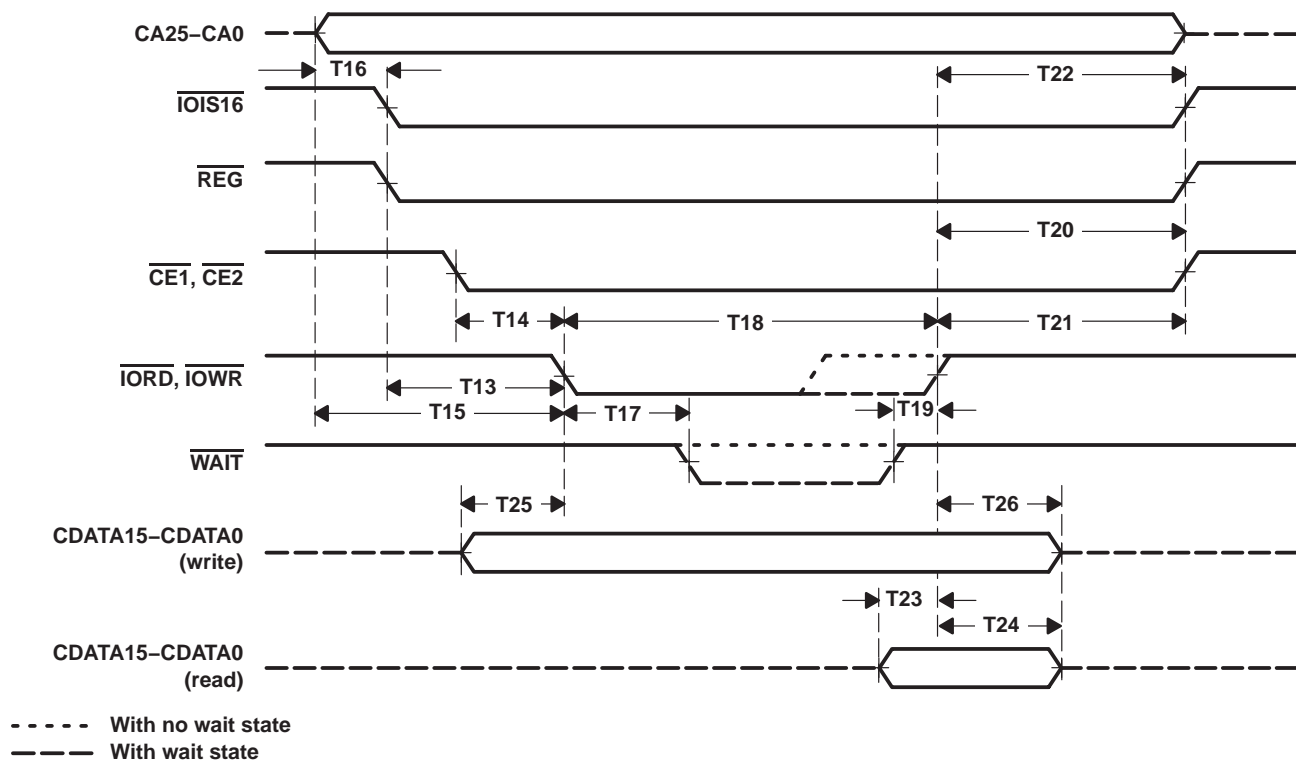 CA25–CA0
T16
T22
IOIS16
REG
T20
CE1, CE2
T14
T18
T21
IORD, IOWR
T13
T15
T17
T19
WAIT
T25
T26
CDATA15–CDATA0
(write)
T23
T24
CDATA15–CDATA0
(read)
With no wait state
With wait state